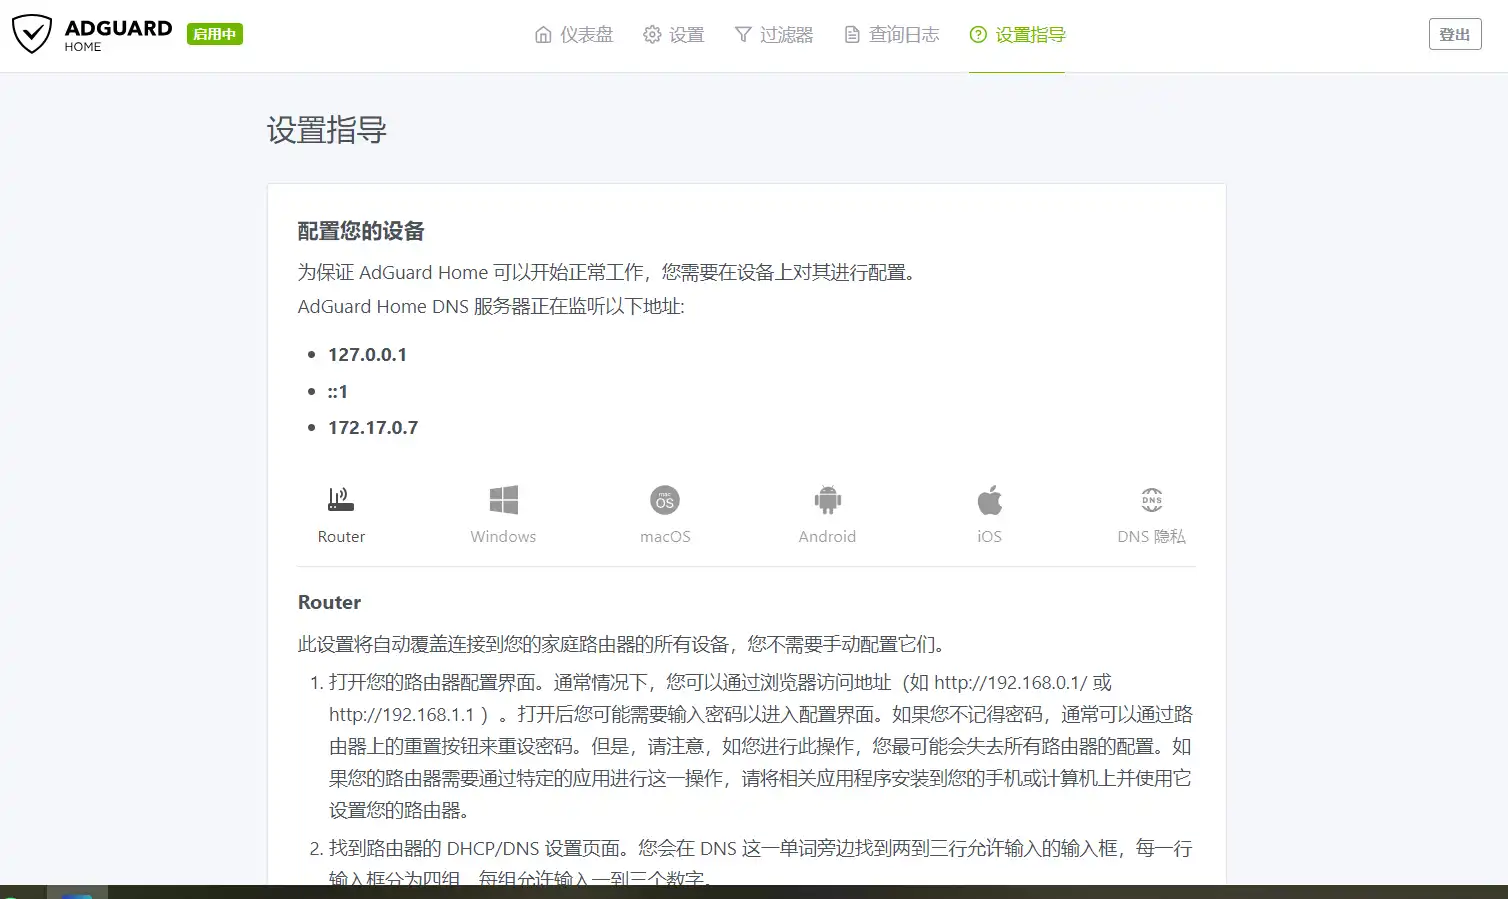 ADGUARD
HOME
启用中
仪表盘
设置
过滤器
查询日志
设置指导
登出
设置指导
配置您的设备
为保证 AdGuard Home 可以开始正常工作，您需要在设备上对其进行配置。
AdGuard Home DNS 服务器正在监听以下地址:
127.0.0.1
::1
172.17.0.7
mac
OS
DNS
Router
Windows
macOS
Android
iOS
DNS 隐私
Router
此设置将自动覆盖连接到您的家庭路由器的所有设备，您不需要手动配置它们。
1. 打开您的路由器配置界面。通常情况下，您可以通过浏览器访问地址（如 http://192.168.0.1/ 或
http://192.168.1.1 ）。打开后您可能需要输入密码以进入配置界面。如果您不记得密码，通常可以通过路
由器上的重置按钮来重设密码。但是，请注意，如您进行此操作，您最可能会失去所有路由器的配置。如
果您的路由器需要通过特定的应用进行这一操作，请将相关应用程序安装到您的手机或计算机上并使用它
设置您的路由器。
2. 找到路由器的 DHCP/DNS 设置页面。您会在 DNS 这一单词旁边找到两到三行允许输入的输入框，每一行
输入框分为四组，每组允许输入一到三个数字。